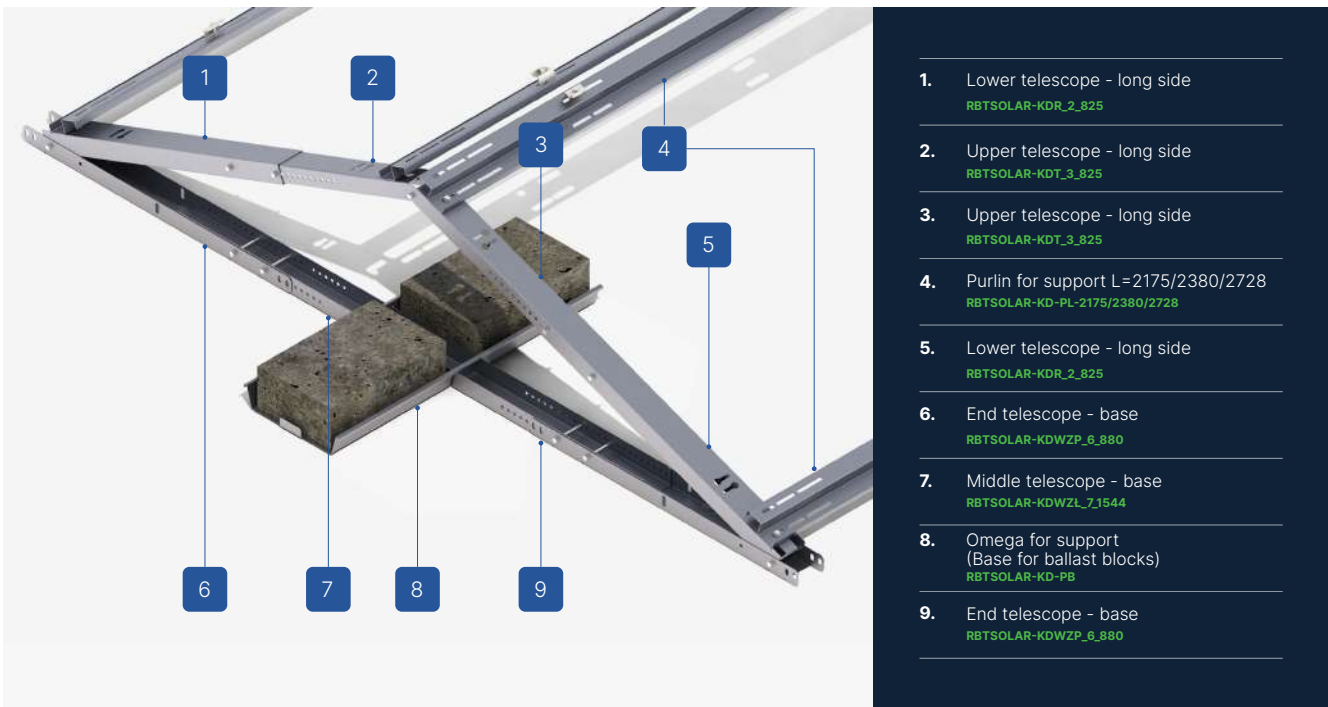 1
2
3
4
5
6
7
8
9
1. Lower telescope - long side
RBTSOLAR-KDR_2_825
2. Upper telescope - long side
RBTSOLAR-KDT_3_825
3. Upper telescope - long side
RBTSOLAR-KDT_3_825
4. Purlin for support L=2175/2380/2728
RBTSOLAR-KD-PL-2175/2380/2728
5. Lower telescope - long side
RBTSOLAR-KDR_2_825
6. End telescope - base
RBTSOLAR-KDWZP_6_880
7. Middle telescope - base
RBTSOLAR-KDWZŁ_7_1544
8. Omega for support
(Base for ballast blocks)
RBTSOLAR-KD-PB
9. End telescope - base
RBTSOLAR-KDWZP_6_880